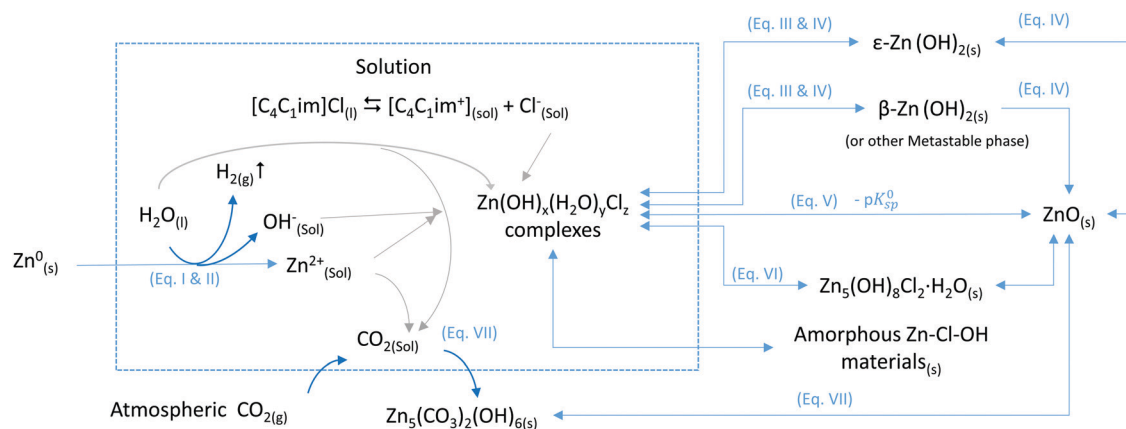 (Eq. III & IV)
ε-Zn (OH)2(s)
(Eq. IV)
Solution
[C4C1im]Cl(l) ⇆ [C4C1im+](sol) + Cl-(Sol)
(Eq. III & IV)
β-Zn (OH)2(s)
(Eq. IV)
(or other Metastable phase)
H2(g)↑
H2O(l)
OH-(Sol)
Zn(OH)x(H2O)yClz
complexes
(Eq. V) - pK0sp
ZnO(s)
Zn0(s)
(Eq. I & II)
Zn2+(Sol)
(Eq. VI)
Zn5(OH)8Cl2·H2O(s)
CO2(Sol)
(Eq. VII)
Amorphous Zn-Cl-OH
materials(s)
Atmospheric CO2(g)
Zn5(CO3)2(OH)6(s)
(Eq. VII)